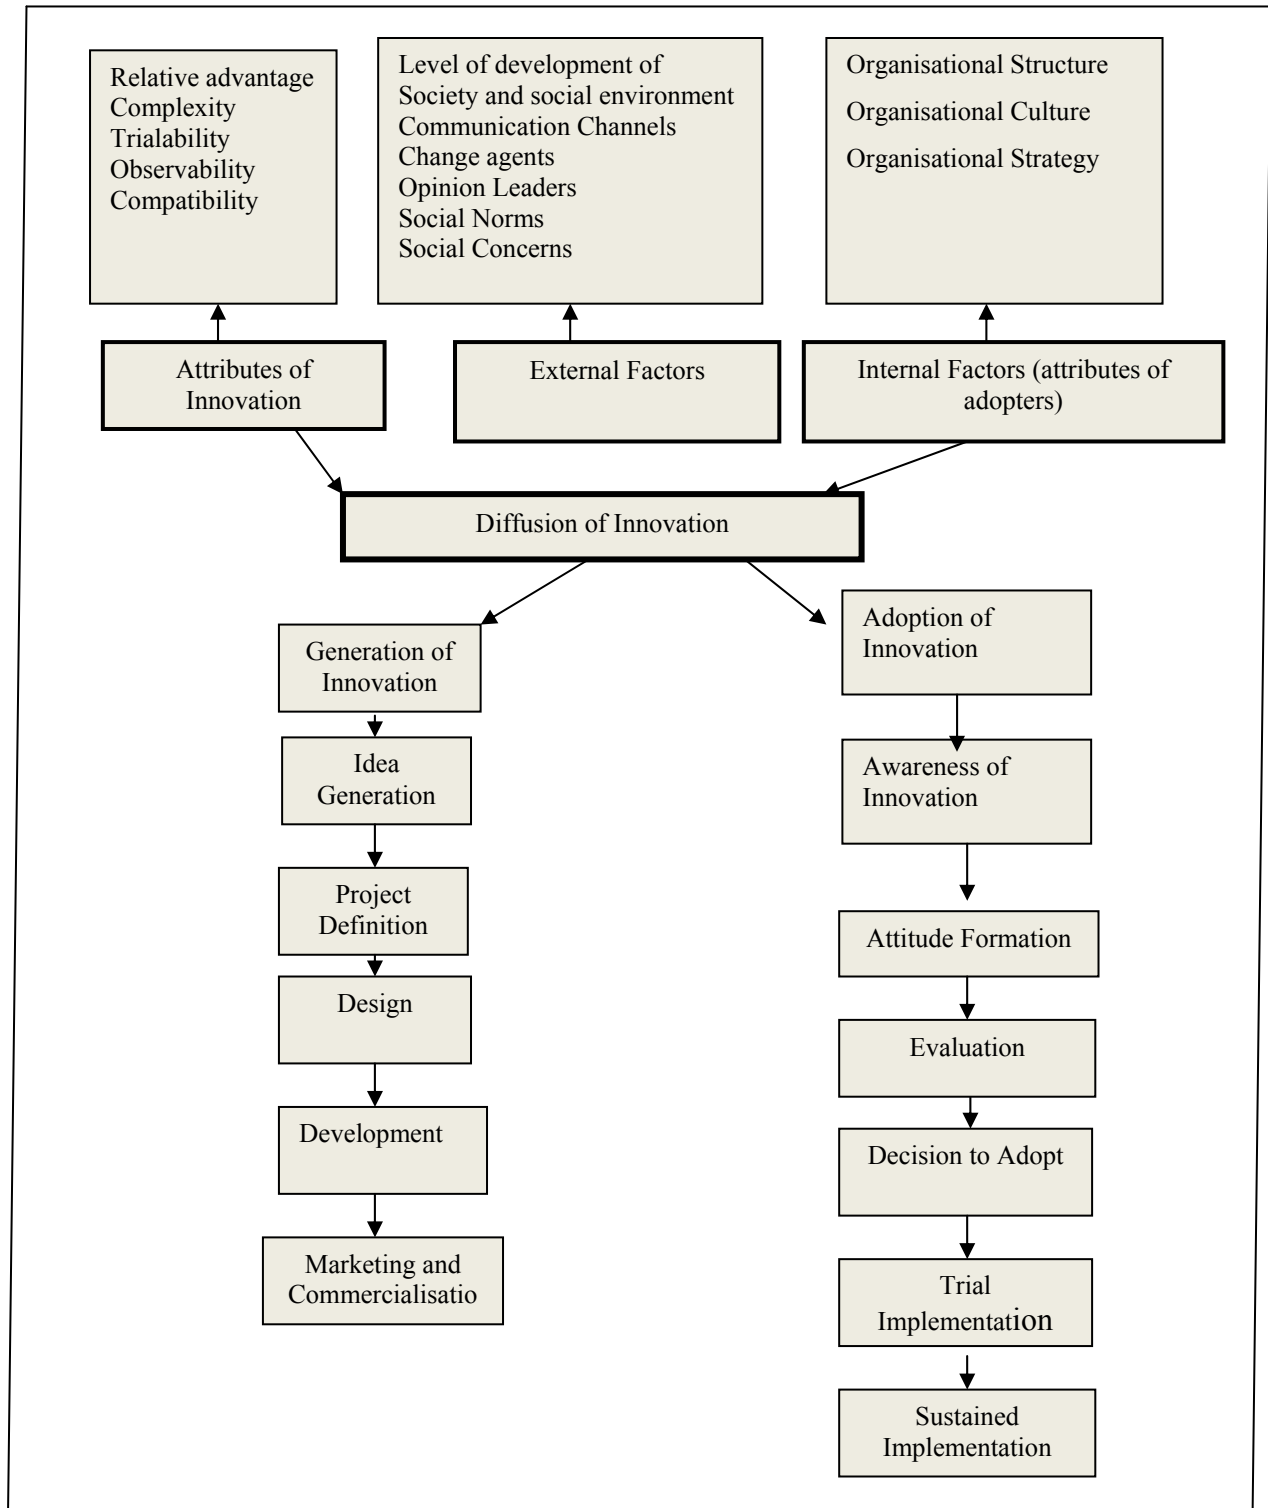 Relative advantage
Complexity
Trialability
Observability
Compatibility
Level of development of
Society and social environment
Communication Channels
Change agents
Opinion Leaders
Social Norms
Social Concerns
Organisational Structure
Organisational Culture
Organisational Strategy
Attributes of
Innovation
External Factors
Internal Factors (attributes of
adopters)
Diffusion of Innovation
Generation of
Innovation
Idea
Generation
Project
Definition
Design
Development
Marketing and
Commercialisatio
Adoption of
Innovation
Awareness of
Innovation
Attitude Formation
Evaluation
Decision to Adopt
Trial
Implementation
Sustained
Implementation